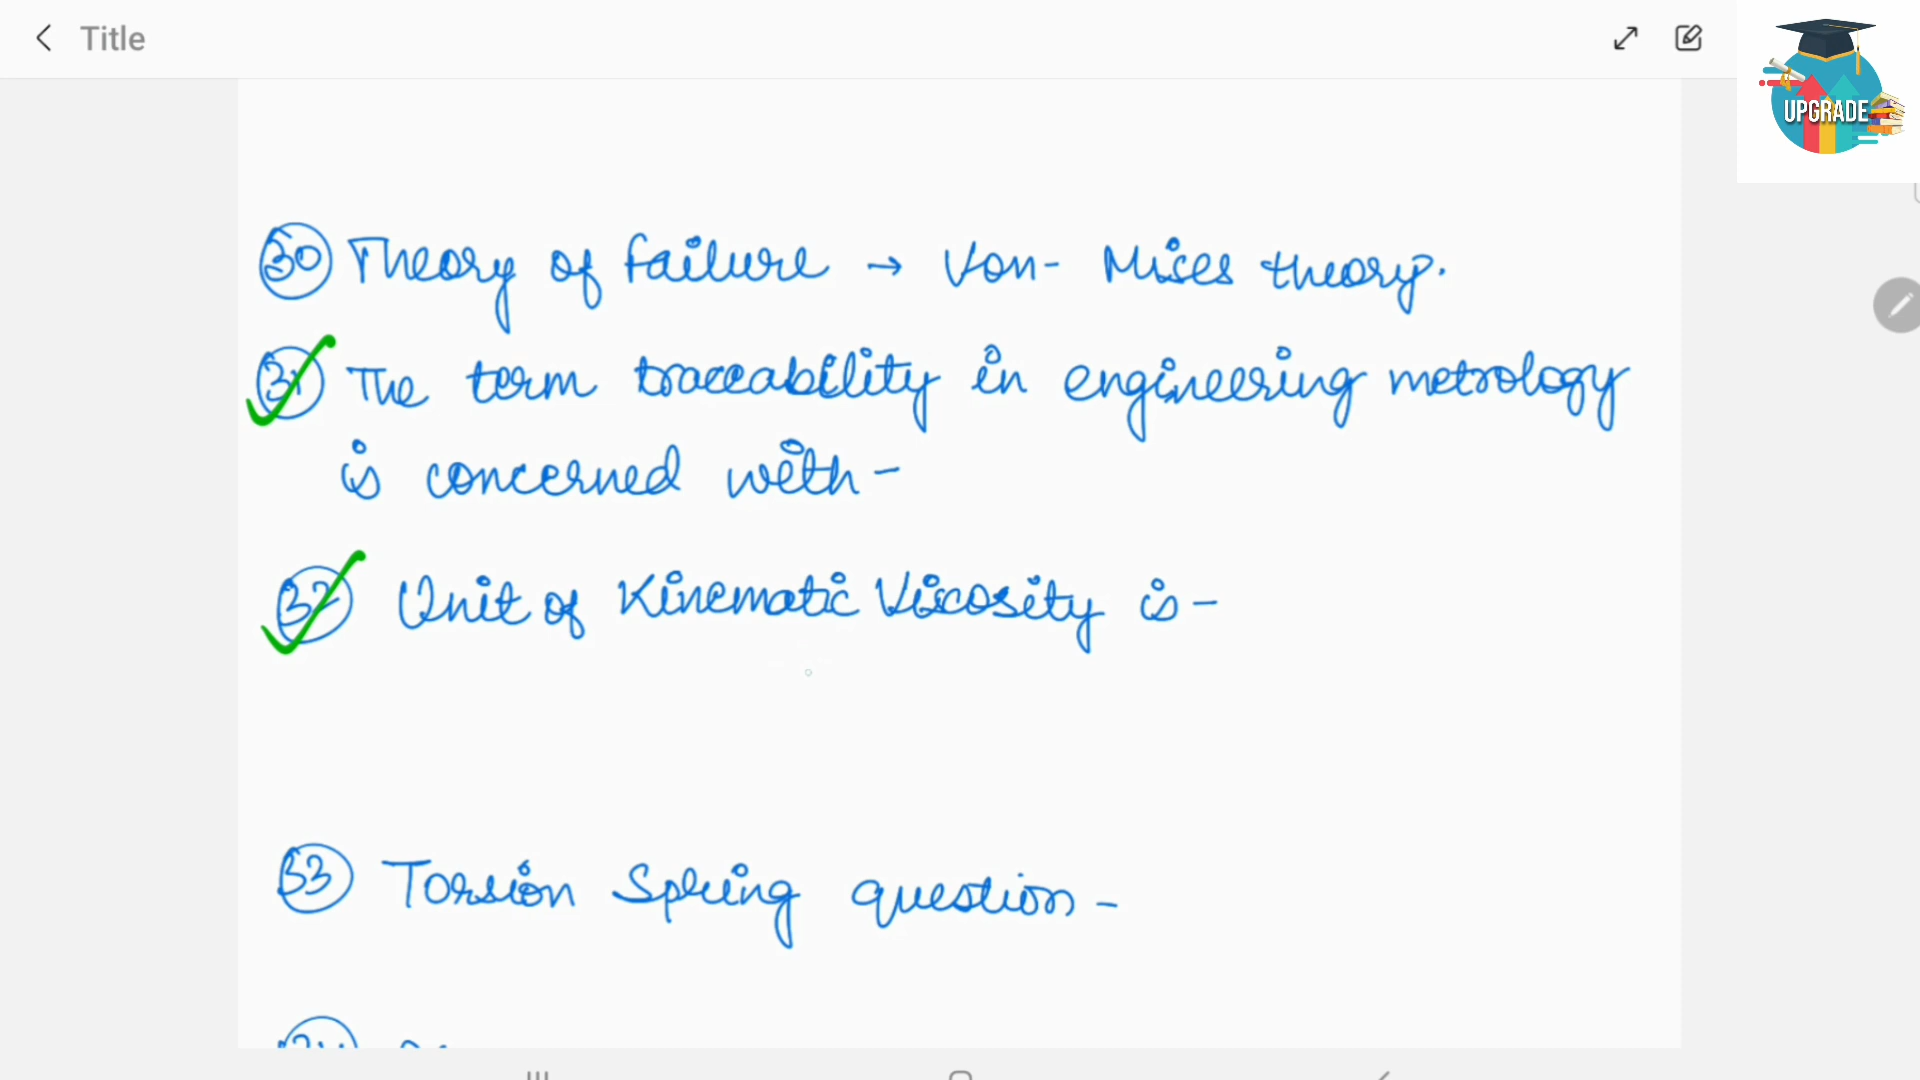 Title
UPGRADE
30 Theory of failure → Von- Mises theory.
31 The term traceability in engineering metrology
is concerned with-
32 Unit of Kinematic Viscosity is-
33 Torsion Spring question-